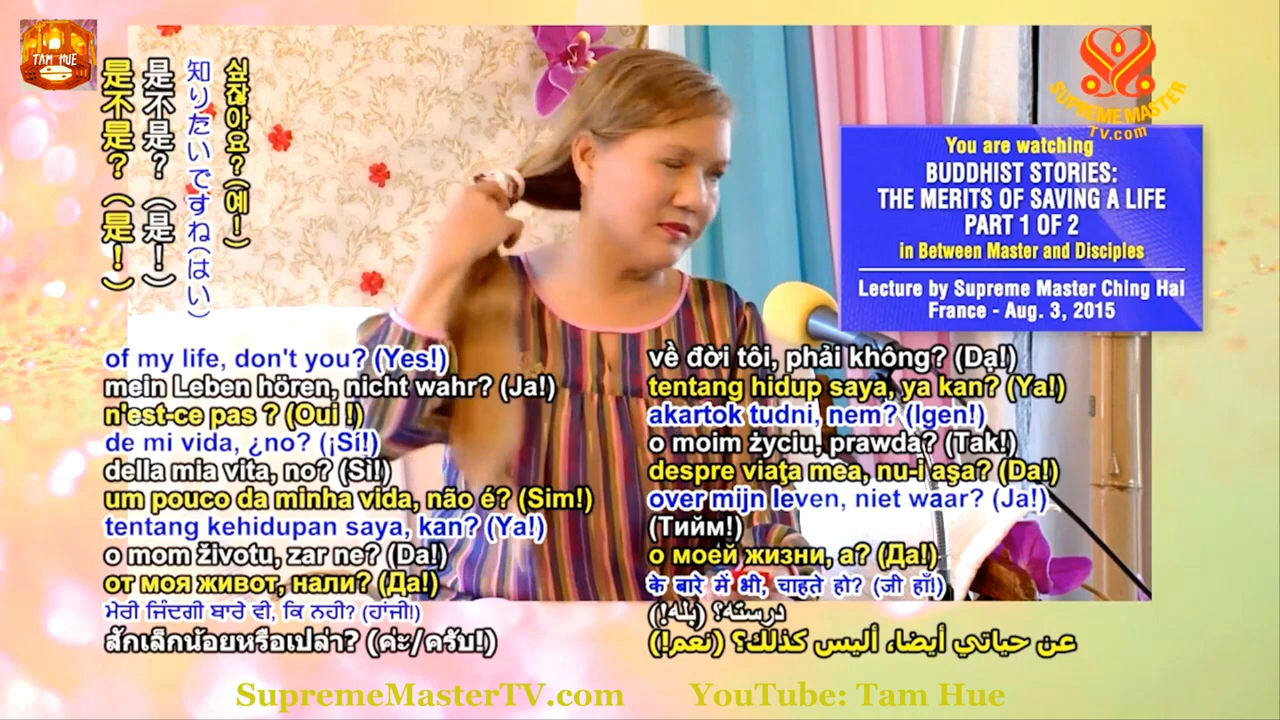 TAM HUE
是不是？（是！）
是不是？（是！）
知りたいですね（はい）
싶잖아요？（예！）
SUPREME MASTER
TV.com
You are watching
BUDDHIST STORIES:
THE MERITS OF SAVING A LIFE
PART 1 OF 2
in Between Master and Disciples
Lecture by Supreme Master Ching Hai
France - Aug. 3, 2015
of my life, don't you? (Yes!)
mein Leben hören, nicht wahr? (Ja!)
n'est-ce pas ? (Oui !)
de mi vida, ¿no? (¡Sí!)
della mia vita, no? (Sì!)
um pouco da minha vida, não é? (Sim!)
tentang kehidupan saya, kan? (Ya!)
o mom životu, zar ne? (Da!)
от моя живот, нали? (Да!)
ਮੇਰੀ ਜਿੰਦਗੀ ਬਾਰੇ ਵੀ, ਕਿ ਨਹੀ? (ਹਾਂਜੀ!)
สักเล็กน้อยหรือเปล่า? (ค่ะ/ครับ!)
về đời tôi, phải không? (Dạ!)
tentang hidup saya, ya kan? (Ya!)
akartok tudni, nem? (Igen!)
o moim życiu, prawda? (Tak!)
despre viaţa mea, nu-i aşa? (Da!)
over mijn leven, niet waar? (Ja!)
(Тийм!)
о моей жизни, а? (Да!)
के बारे में भी, चाहते हो? (जी हाँ!)
درسته؟ (بله!)
عن حياتي أيضا، أليس كذلك؟ (نعم!)
SupremeMasterTV.com YouTube: Tam Hue